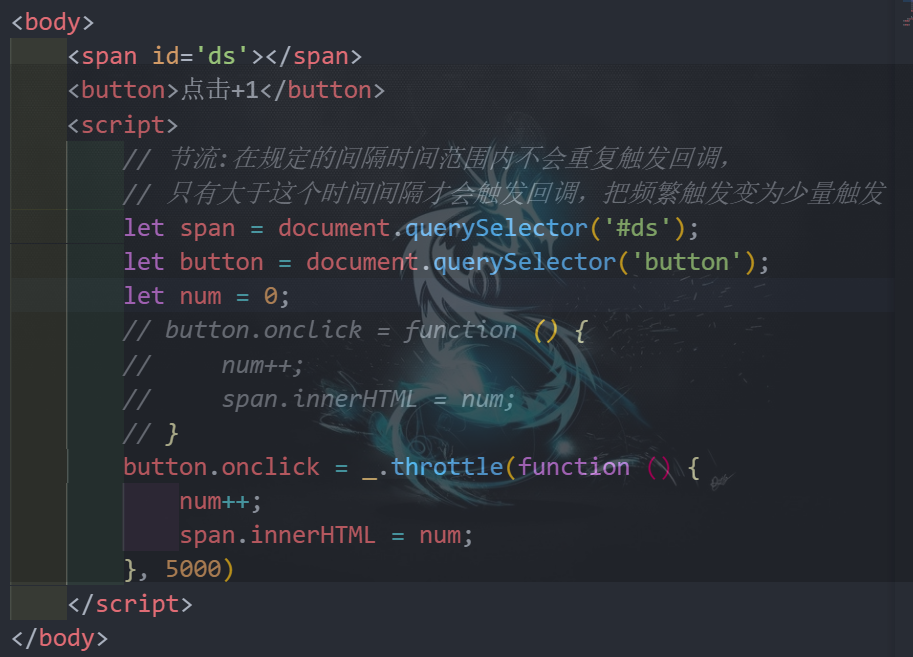 <body>
<span id='ds'></span>
<button>点击+1</button>
<script>
// 节流:在规定的间隔时间范围内不会重复触发回调,
// 只有大于这个时间间隔才会触发回调，把频繁触发变为少量触发
let span = document.querySelector('#ds');
let button = document.querySelector('button');
let num = 0;
// button.onclick = function () {
//     num++;
//     span.innerHTML = num;
// }
button.onclick = _.throttle(function () {
num++;
span.innerHTML = num;
}, 5000)
</script>
</body>